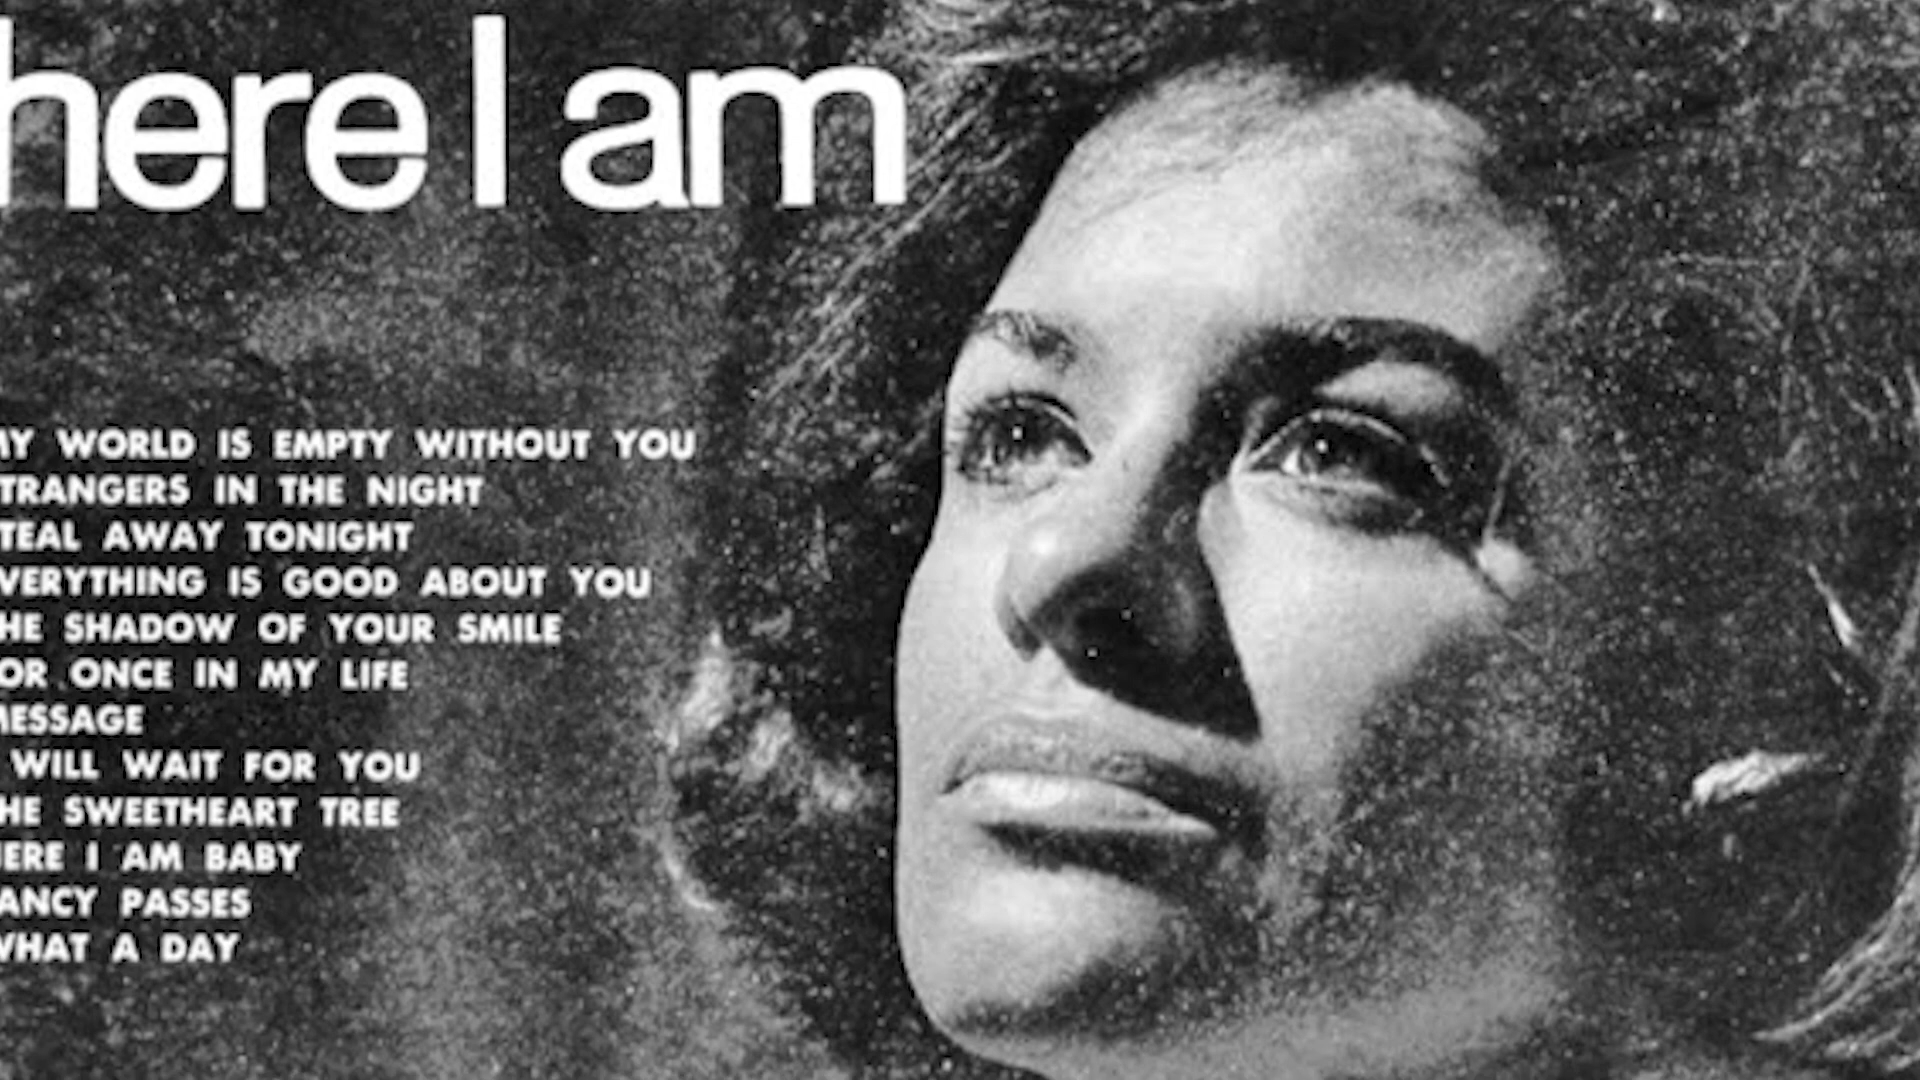 here I am
MY WORLD IS EMPTY WITHOUT YOU
TRANGERS IN THE NIGHT
TEAL AWAY TONIGHT
VERYTHING IS GOOD ABOUT YOU
HE SHADOW OF YOUR SMILE
OR ONCE IN MY LIFE
MESSAGE
WILL WAIT FOR YOU
HE SWEETHEART TREE
HERE I AM BABY
ANCY PASSES
WHAT A DAY